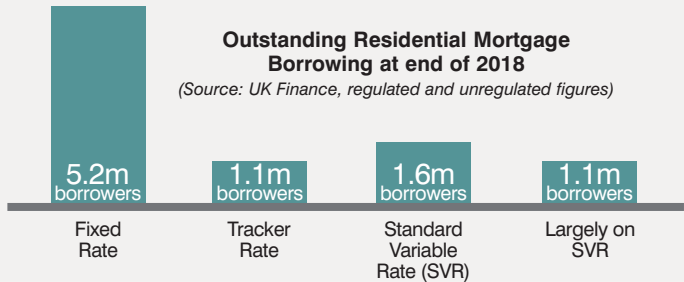 Outstanding Residential Mortgage
Borrowing at end of 2018
(Source: UK Finance, regulated and unregulated figures)
5.2m
borrowers
1.1m
borrowers
1.6m
borrowers
1.1m
borrowers
Fixed
Rate
Tracker
Rate
Standard
Variable
Rate (SVR)
Largely on
SVR